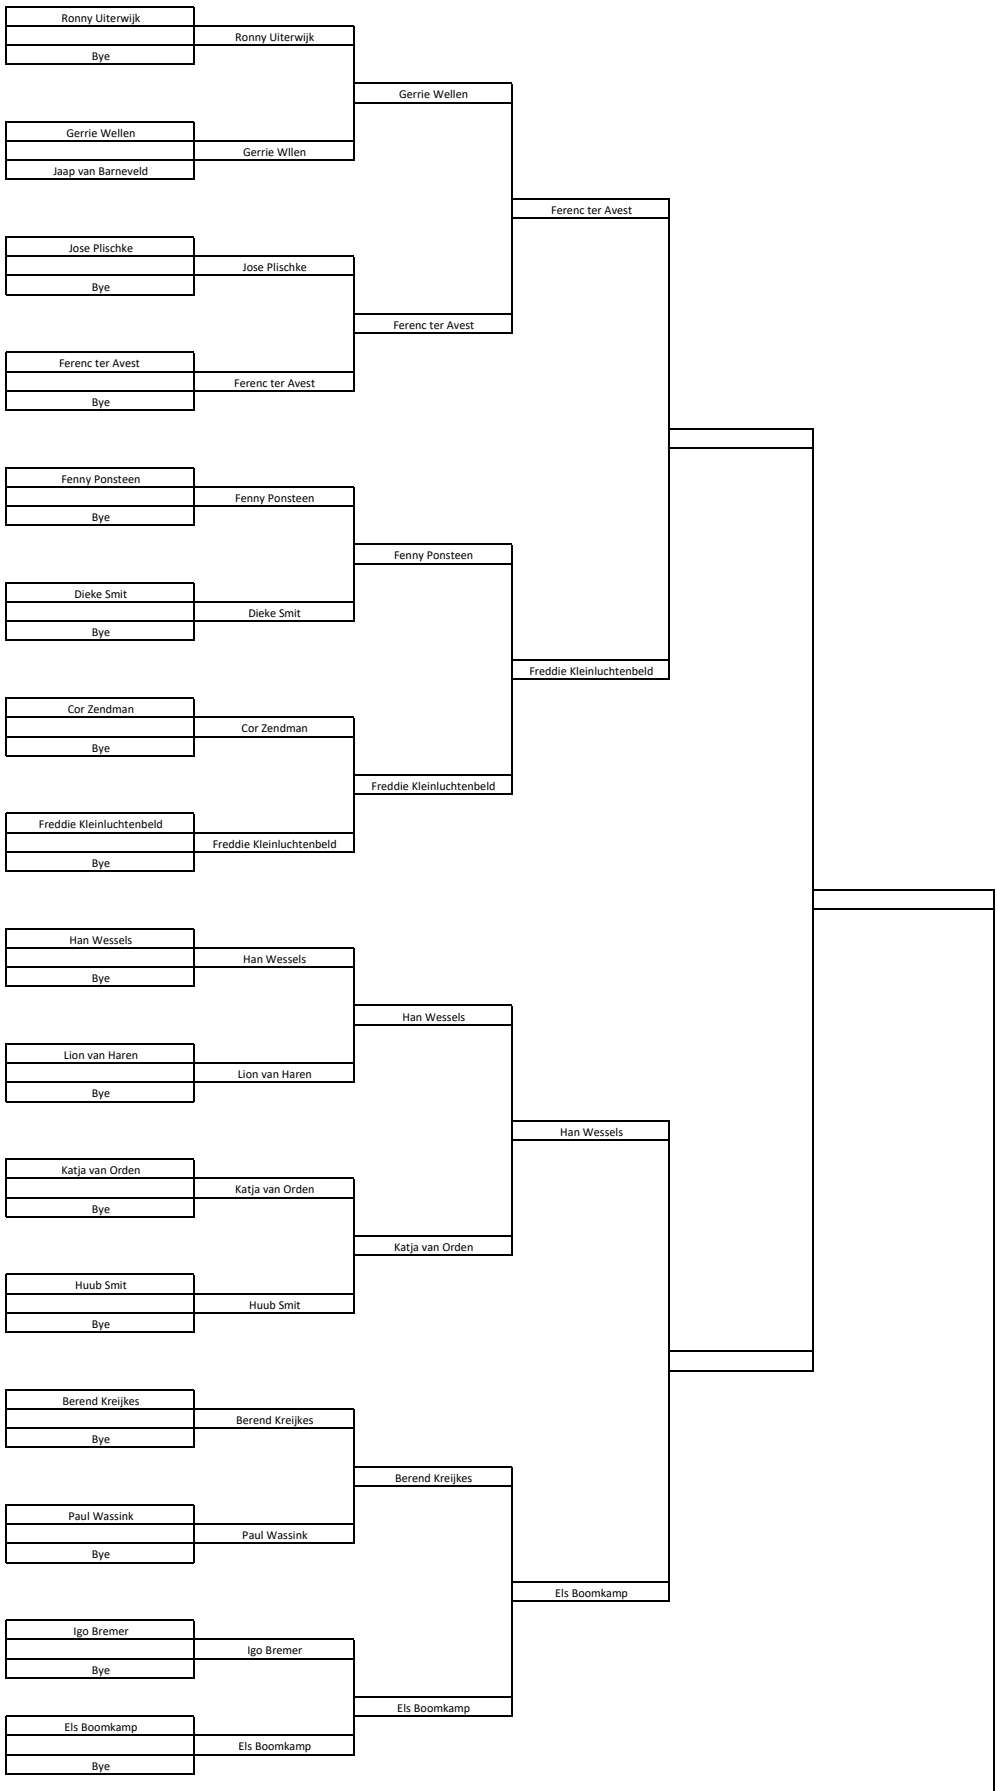 Ronny Uiterwijk
Ronny Uiterwijk
Bye
Gerrie Wellen
Gerrie Wellen
Gerrie Wllen
Jaap van Barneveld
Ferenc ter Avest
Jose Plischke
Jose Plischke
Bye
Ferenc ter Avest
Ferenc ter Avest
Ferenc ter Avest
Bye
Fenny Ponsteen
Fenny Ponsteen
Bye
Fenny Ponsteen
Dieke Smit
Dieke Smit
Bye
Freddie Kleinluchtenbeld
Cor Zendman
Cor Zendman
Bye
Freddie Kleinluchtenbeld
Freddie Kleinluchtenbeld
Freddie Kleinluchtenbeld
Bye
Han Wessels
Han Wessels
Bye
Han Wessels
Lion van Haren
Lion van Haren
Bye
Han Wessels
Katja van Orden
Katja van Orden
Bye
Katja van Orden
Huub Smit
Huub Smit
Bye
Berend Kreijkes
Berend Kreijkes
Bye
Berend Kreijkes
Paul Wassink
Paul Wassink
Bye
Els Boomkamp
Igo Bremer
Igo Bremer
Bye
Els Boomkamp
Els Boomkamp
Els Boomkamp
Bye